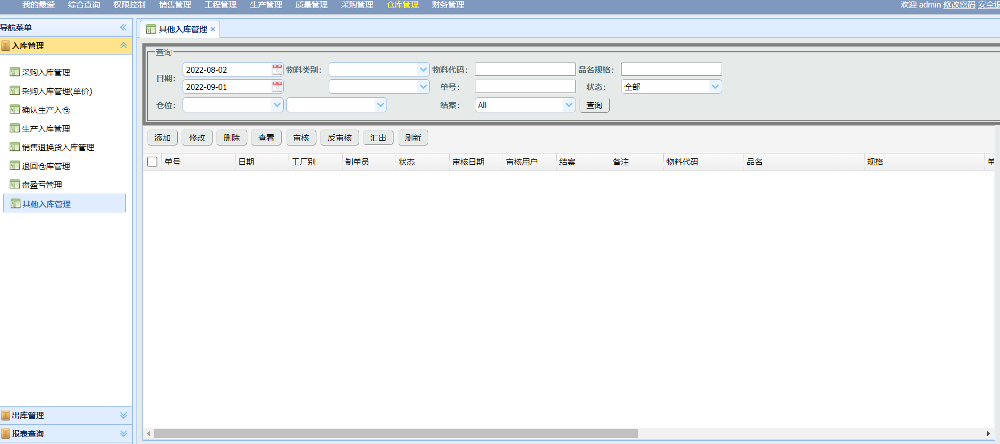 我的最爱 综合查询 权限控制 销售管理 工程管理 生产管理 质量管理 采购管理 仓库管理 财务管理 欢迎 admin 修改密码 安全退
导航菜单
入库管理
采购入库管理
采购入库管理(单价)
确认生产入仓
生产入库管理
销售退换货入库管理
退回仓库管理
盘盈亏管理
其他入库管理
出库管理
报表查询
其他入库管理
查询
日期: 2022-08-02 物料类别: 物料代码: 品名规格:
2022-09-01 单号: 状态: 全部
仓位: 结案: All 查询
添加 修改 删除 查看 审核 反审核 汇出 刷新
单号 日期 工厂别 制单员 状态 审核日期 审核用户 结案 备注 物料代码 品名 规格 单